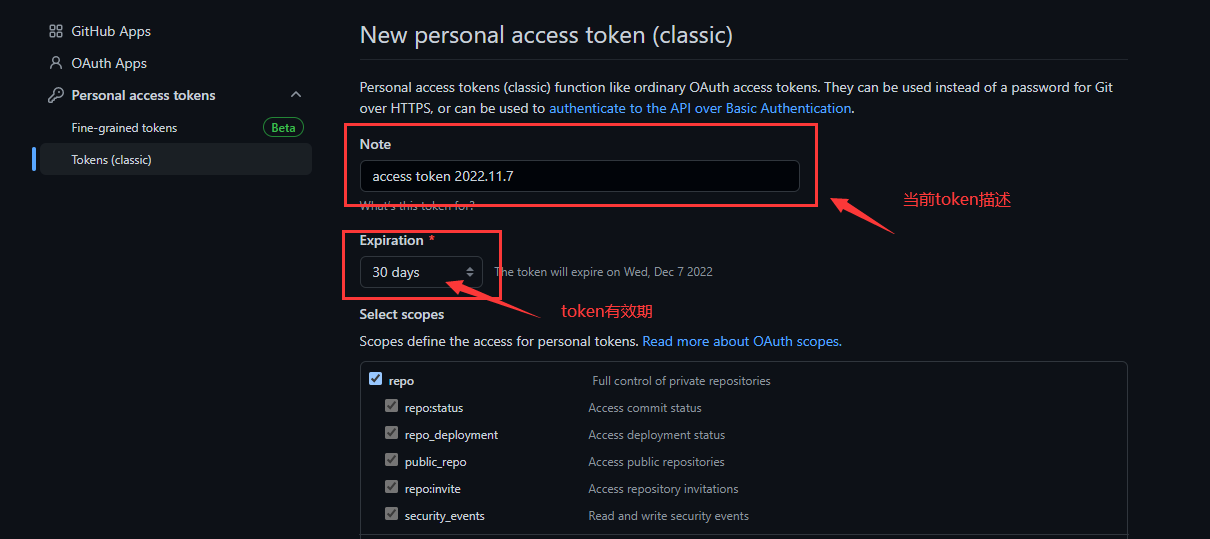 GitHub Apps
OAuth Apps
Personal access tokens
Fine-grained tokens Beta
Tokens (classic)
New personal access token (classic)
Personal access tokens (classic) function like ordinary OAuth access tokens. They can be used instead of a password for Git
over HTTPS, or can be used to authenticate to the API over Basic Authentication.
Note
access token 2022.11.7
What's this token for?
当前token描述
Expiration *
30 days The token will expire on Wed, Dec 7 2022
token有效期
Select scopes
Scopes define the access for personal tokens. Read more about OAuth scopes.
repo Full control of private repositories
repo:status Access commit status
repo_deployment Access deployment status
public_repo Access public repositories
repo:invite Access repository invitations
security_events Read and write security events